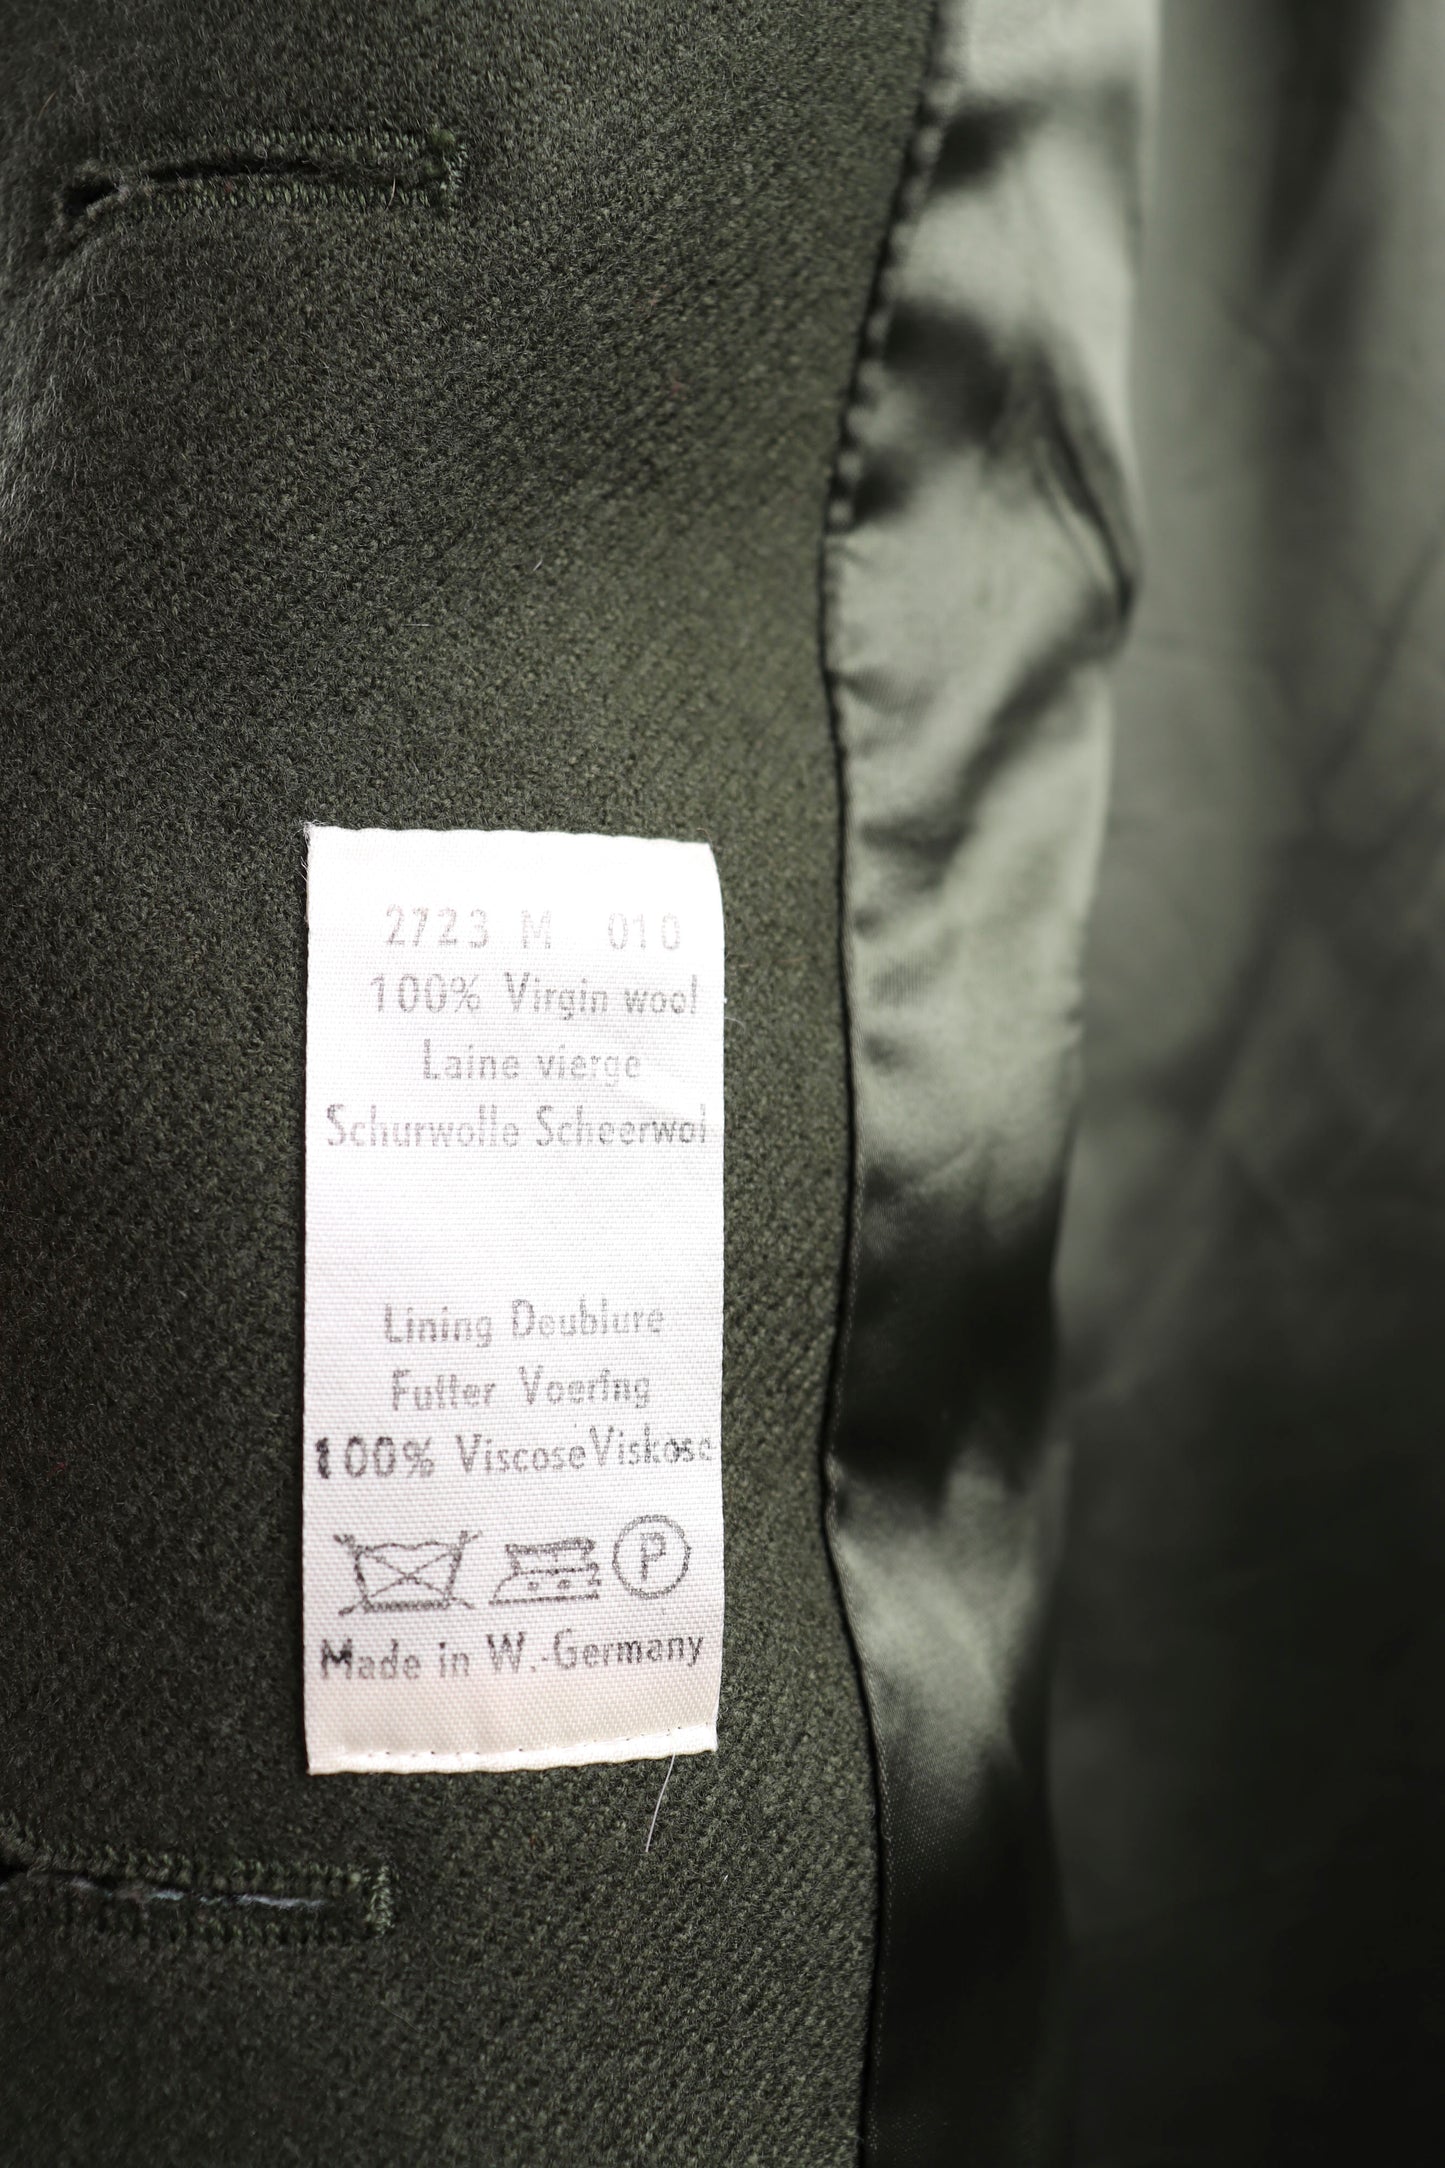 2723 M 010
100% Virgin wool
Laine vierge
Schurwolle Scheerwol
Lining Doublure
Futter Voering
100% Viscose Viskose
2 P
Made in W.-Germany